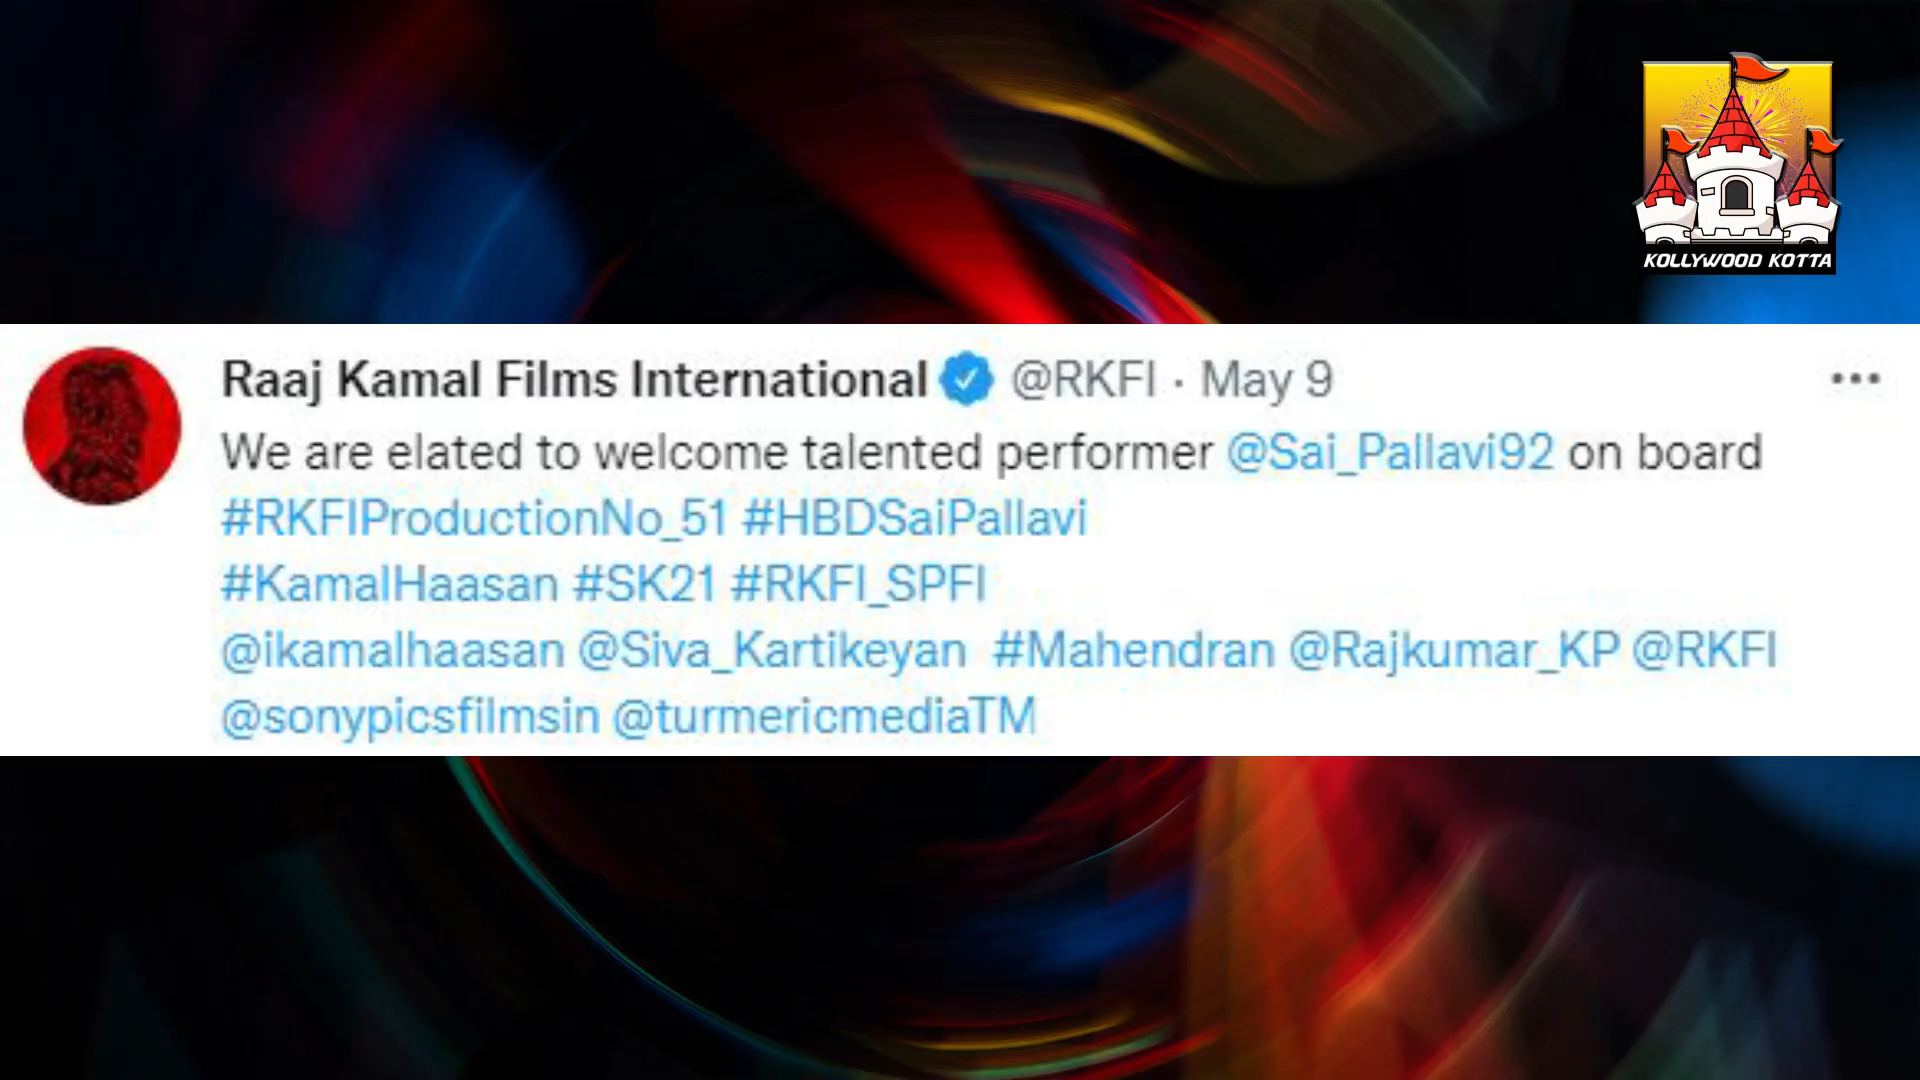 KOLLYWOOD KOTTA
Raaj Kamal Films International @RKFI · May 9
We are elated to welcome talented performer @Sai_Pallavi92 on board
#RKFIProductionNo_51 #HBDSaiPallavi
#KamalHaasan #SK21 #RKFI_SPFI
@ikamalhaasan @Siva_Kartikeyan #Mahendran @Rajkumar_KP @RKFI
@sonypicsfilmsin @turmericmediaTM